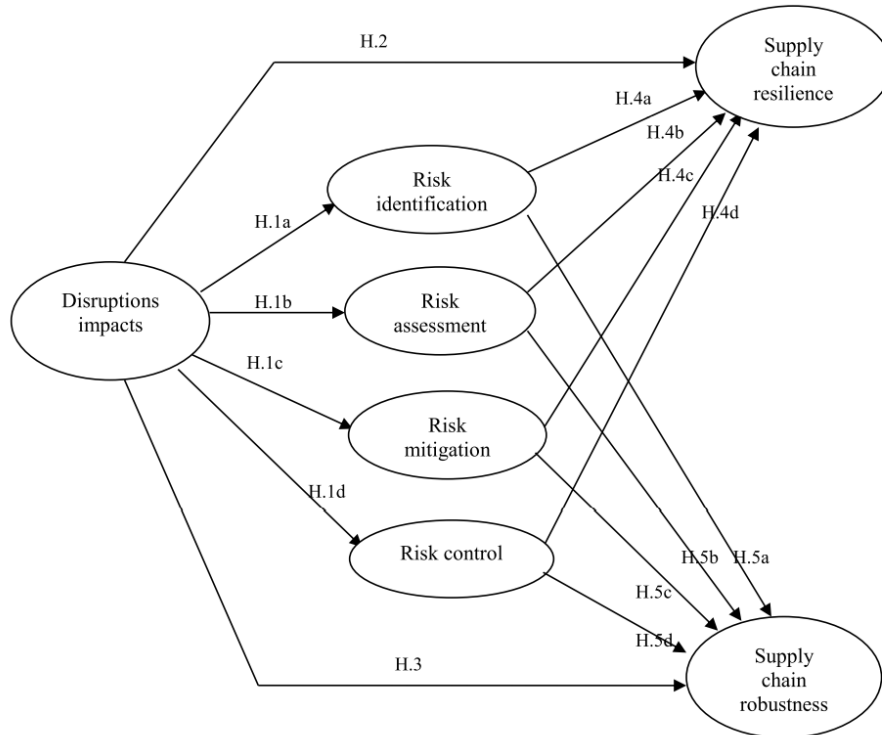 H.2
Supply
chain
resilience
H.4a
H.4b
Risk
identification
H.4c
H.1a
H.4d
Disruptions
impacts
H.1b
Risk
assessment
H.1c
Risk
mitigation
H.1d
Risk control
H.5b
H.5a
H.5c
H.5d
H.3
Supply
chain
robustness